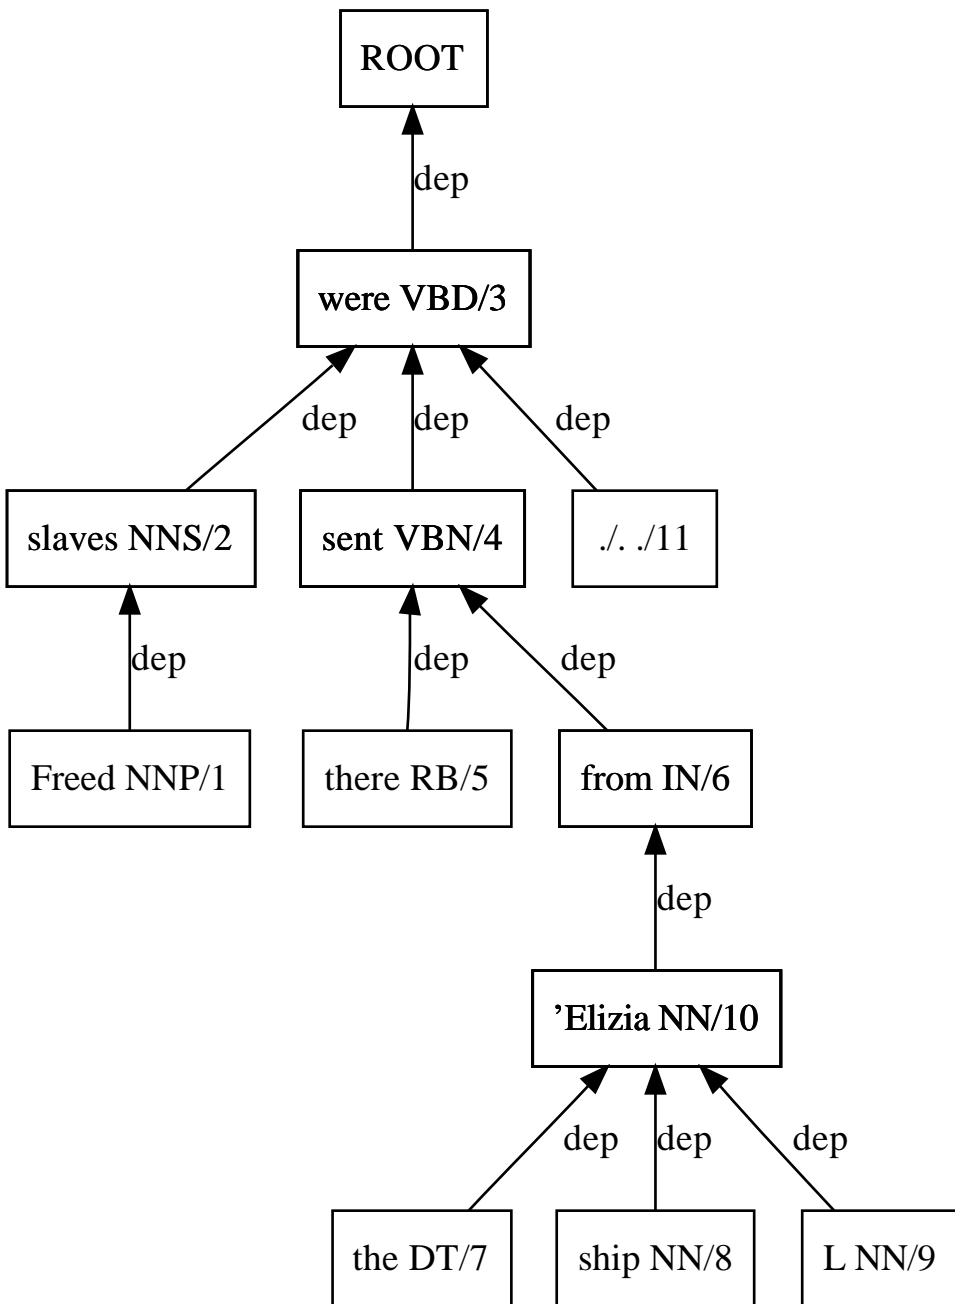 ROOT
dep
were VBD/3
dep dep dep
slaves NNS/2 sent VBN/4 ./. ./11
dep dep dep
Freed NNP/1 there RB/5 from IN/6
dep
’Elizia NN/10
dep dep dep
the DT/7 ship NN/8 L NN/9